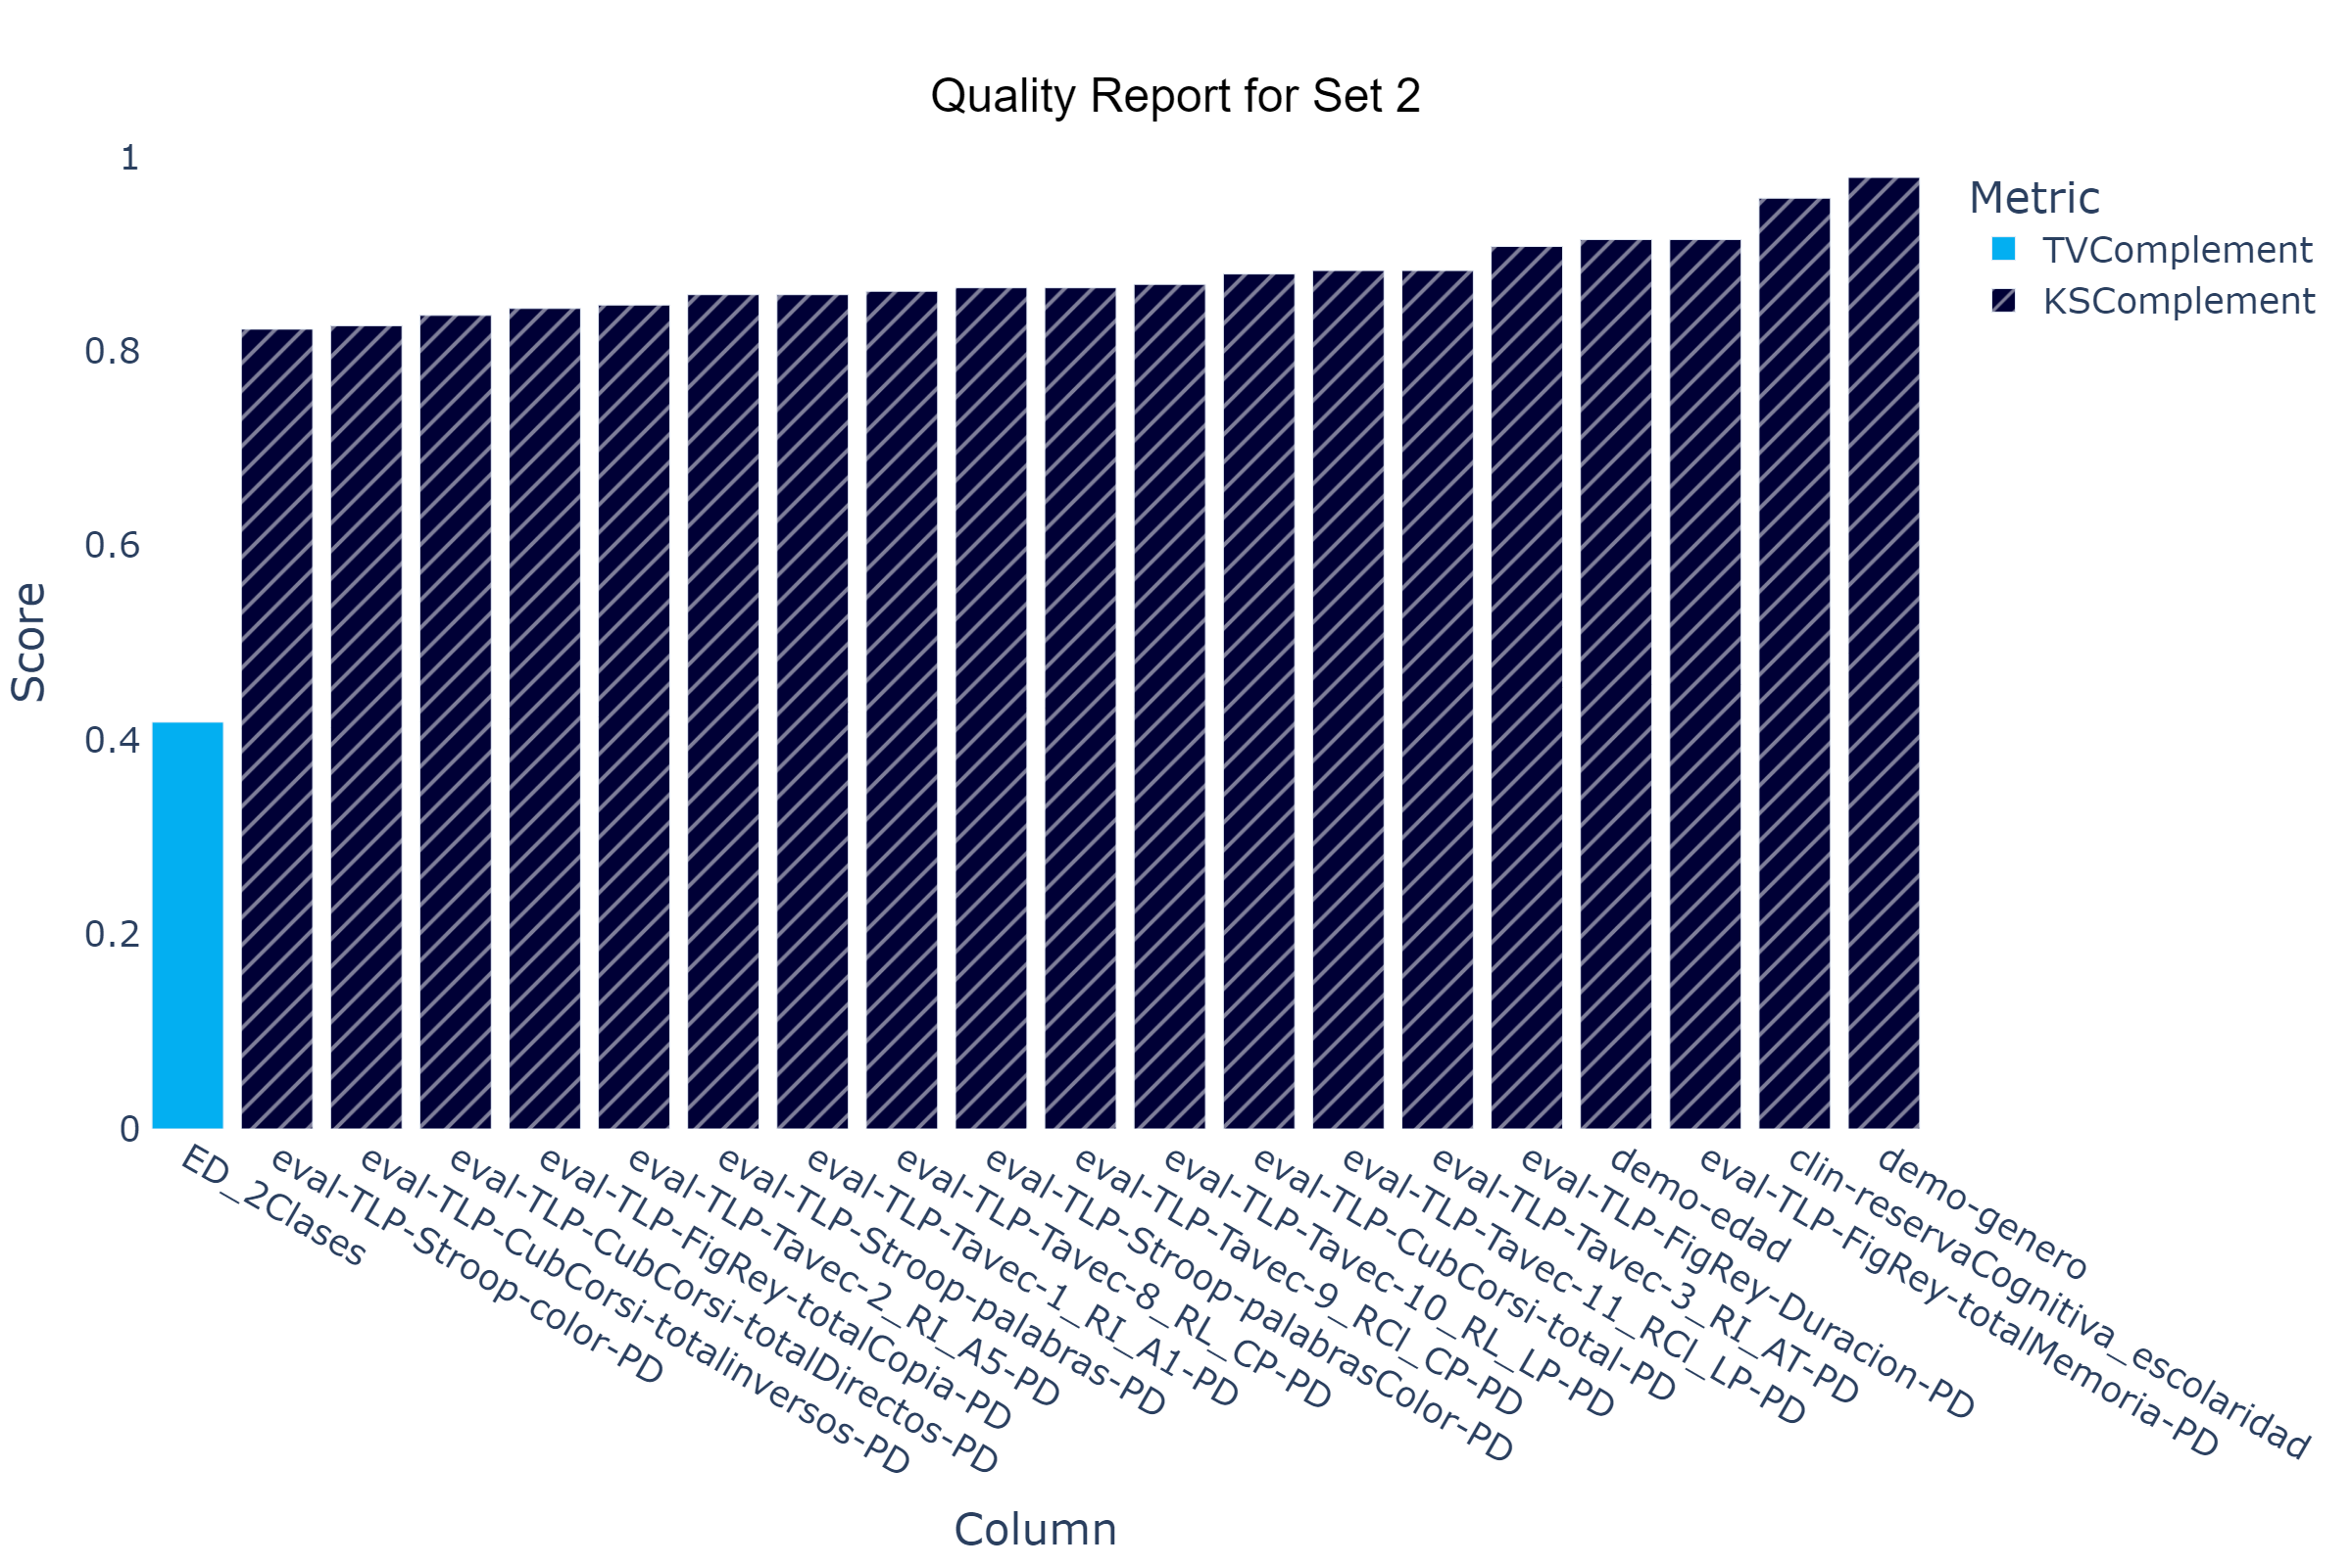 Quality Report for Set 2
1
0.8
0.6
0.4
0.2
0
Score
Metric
TVComplement
KSComplement
ED_2Clases
eval-TLP-Stroop-color-PD
eval-TLP-CubCorsi-totalinversos-PD
eval-TLP-CubCorsi-totalDirectos-PD
eval-TLP-FigRey-totalCopia-PD
eval-TLP-Tavec-2_RI_A5-PD
eval-TLP-Stroop-palabras-PD
eval-TLP-Tavec-1_RI_A1-PD
eval-TLP-Tavec-8_RL_CP-PD
eval-TLP-Stroop-palabrasColor-PD
eval-TLP-Tavec-9_RCl_CP-PD
eval-TLP-Tavec-10_RL_LP-PD
eval-TLP-CubCorsi-total-PD
eval-TLP-Tavec-11_RCl_LP-PD
eval-TLP-Tavec-3_RI_AT-PD
eval-TLP-FigRey-Duracion-PD
demo-edad
eval-TLP-FigRey-totalMemoria-PD
clin-reservaCognitiva_escolaridad
demo-genero
Column